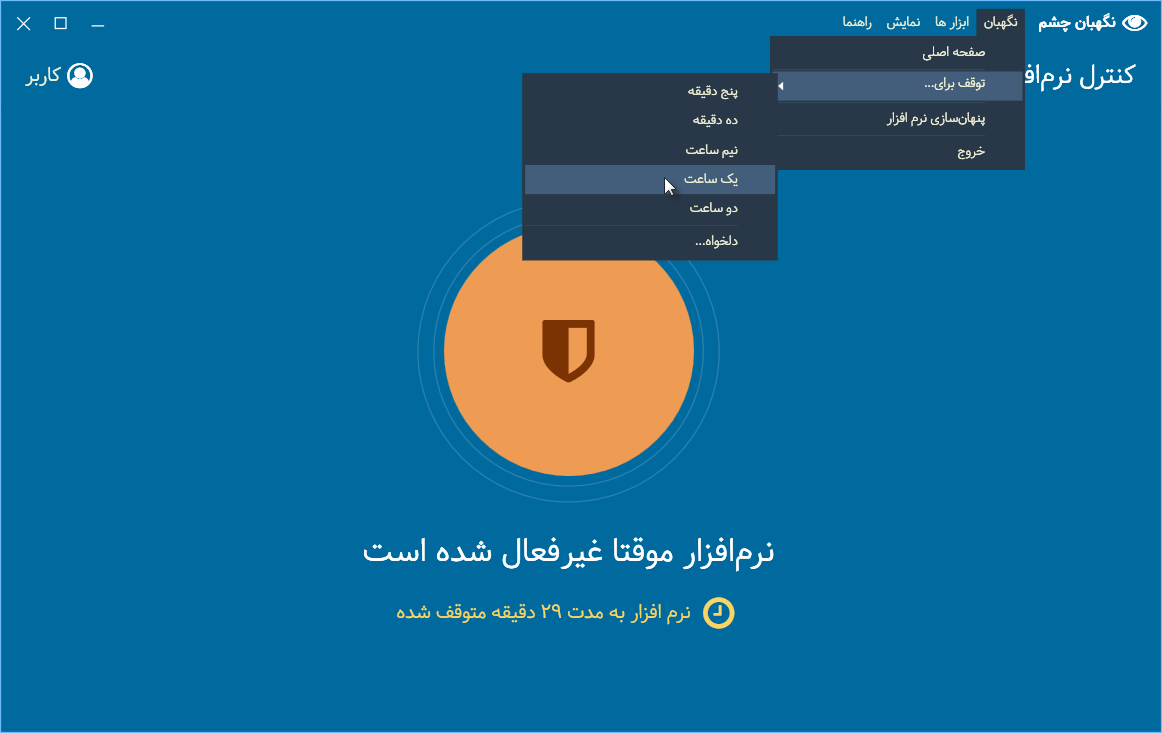 نگهبان چشم
نگهبان
ابزار ها
نمایش
راهنما
کنترل نرم‌اف
کاربر
صفحه اصلی
توقف برای...
پنهان‌سازی نرم افزار
خروج
پنج دقیقه
ده دقیقه
نیم ساعت
یک ساعت
دو ساعت
دلخواه...
نرم‌افزار موقتا غیرفعال شده است
نرم افزار به مدت ۲۹ دقیقه متوقف شده